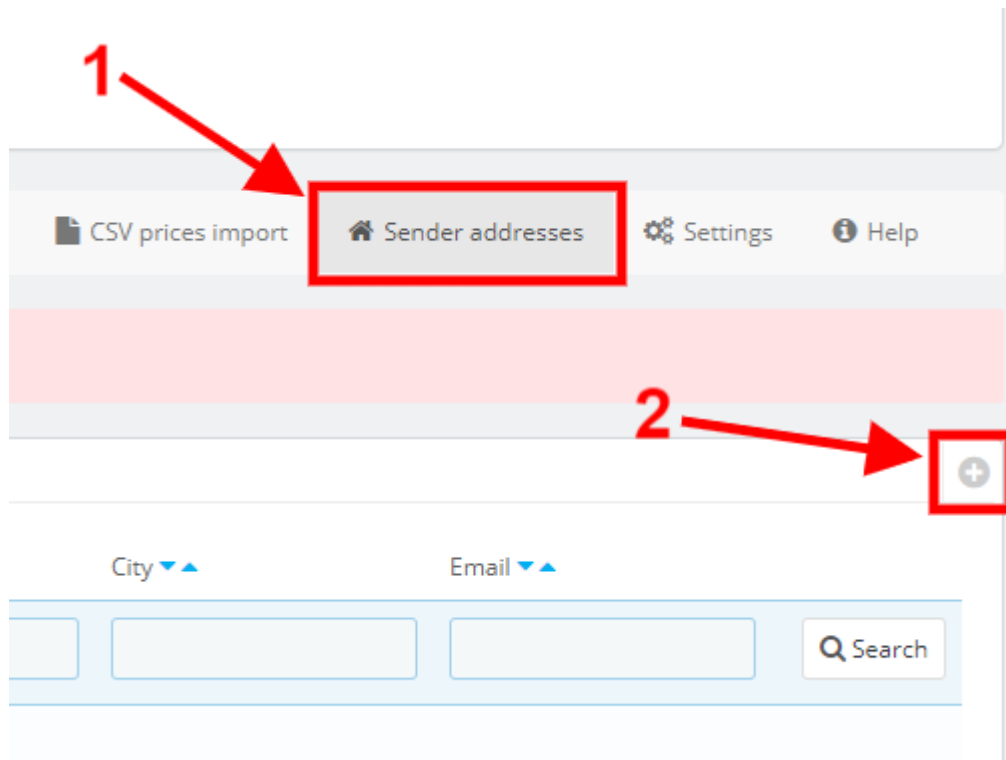 1
CSV prices import Sender addresses Settings Help
2
City Email
Search